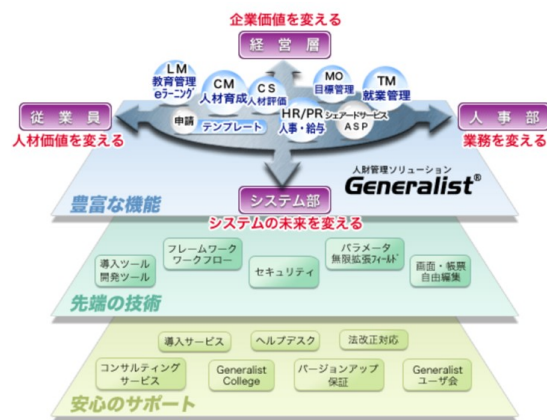 企業価値を変える
経営層
LM
教育管理
eラーニング
CM
人材育成
CS
人材評価
MO
目標管理
TM
就業管理
従業員
人材価値を変える
申請
テンプレート
HR/PR
人事・給与
シェアードサービス
ASP
人事部
業務を変える
人財管理ソリューション
Generalist®
豊富な機能
システム部
システムの未来を変える
導入ツール
開発ツール
フレームワーク
ワークフロー
セキュリティ
パラメータ
無限拡張フィールド
画面・帳票
自由編集
先端の技術
導入サービス
ヘルプデスク
法改正対応
コンサルティング
サービス
Generalist
College
バージョンアップ
保証
Generalist
ユーザ会
安心のサポート